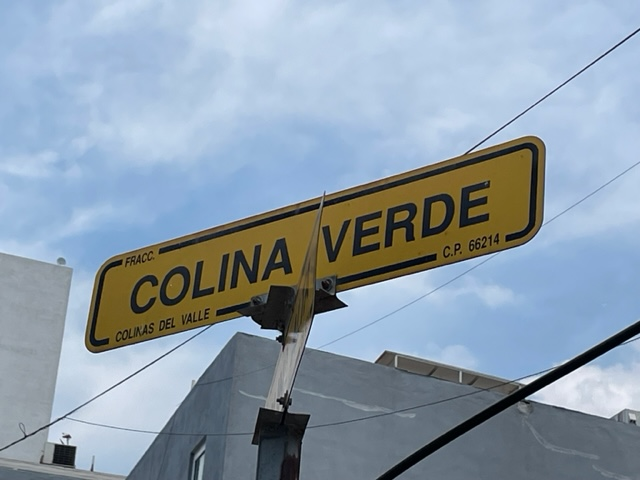 FRACC.
COLINA VERDE
COLINAS DEL VALLE
C.P. 66214